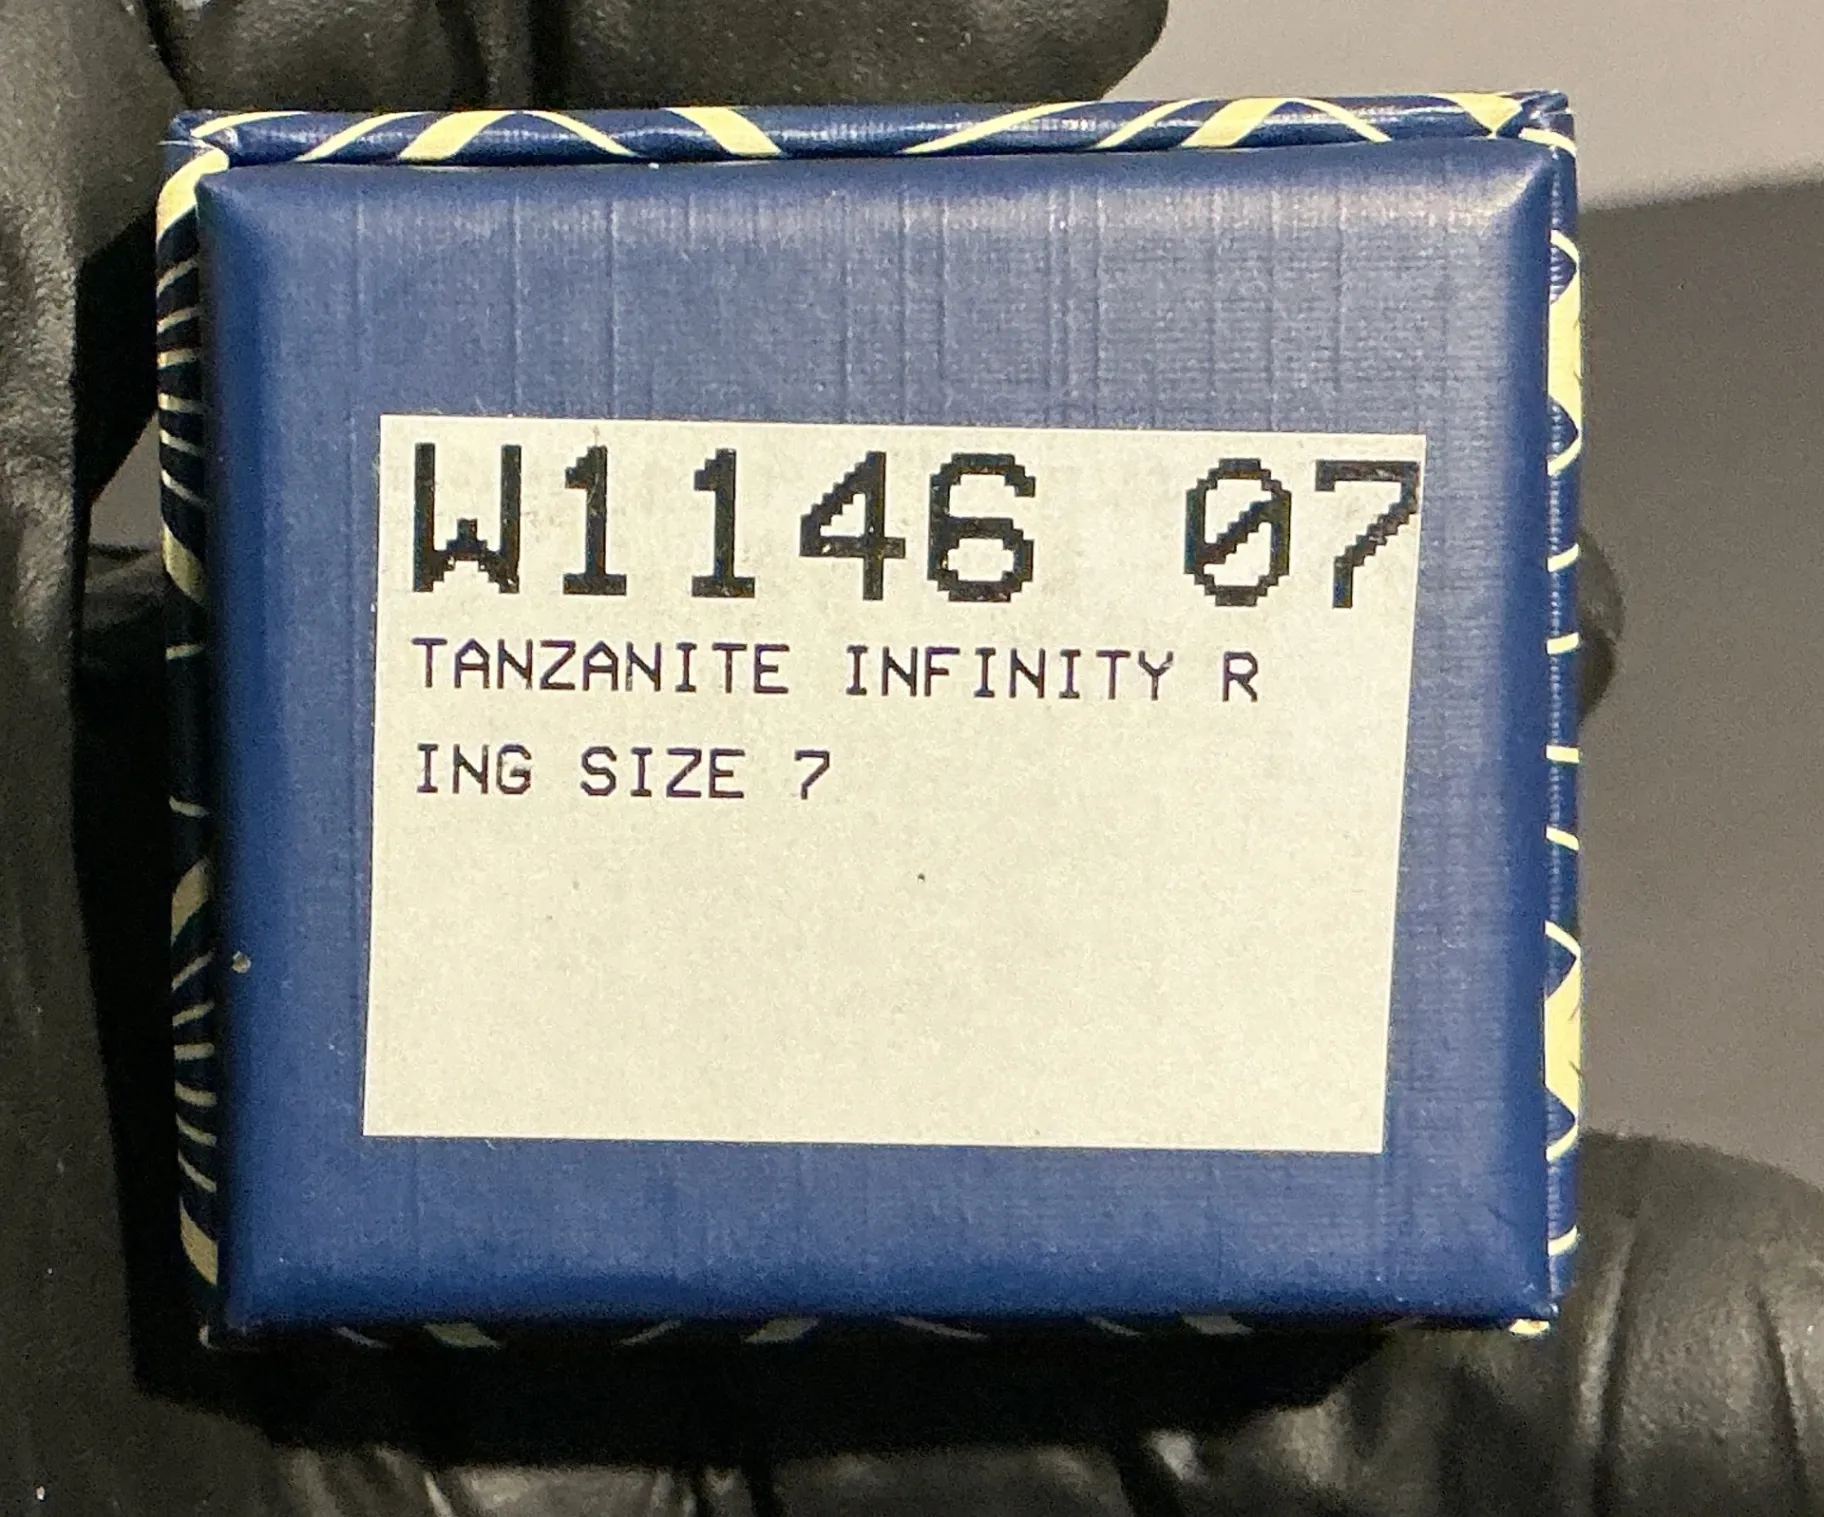 W1146 07
TANZANITE INFINITY R
ING SIZE 7